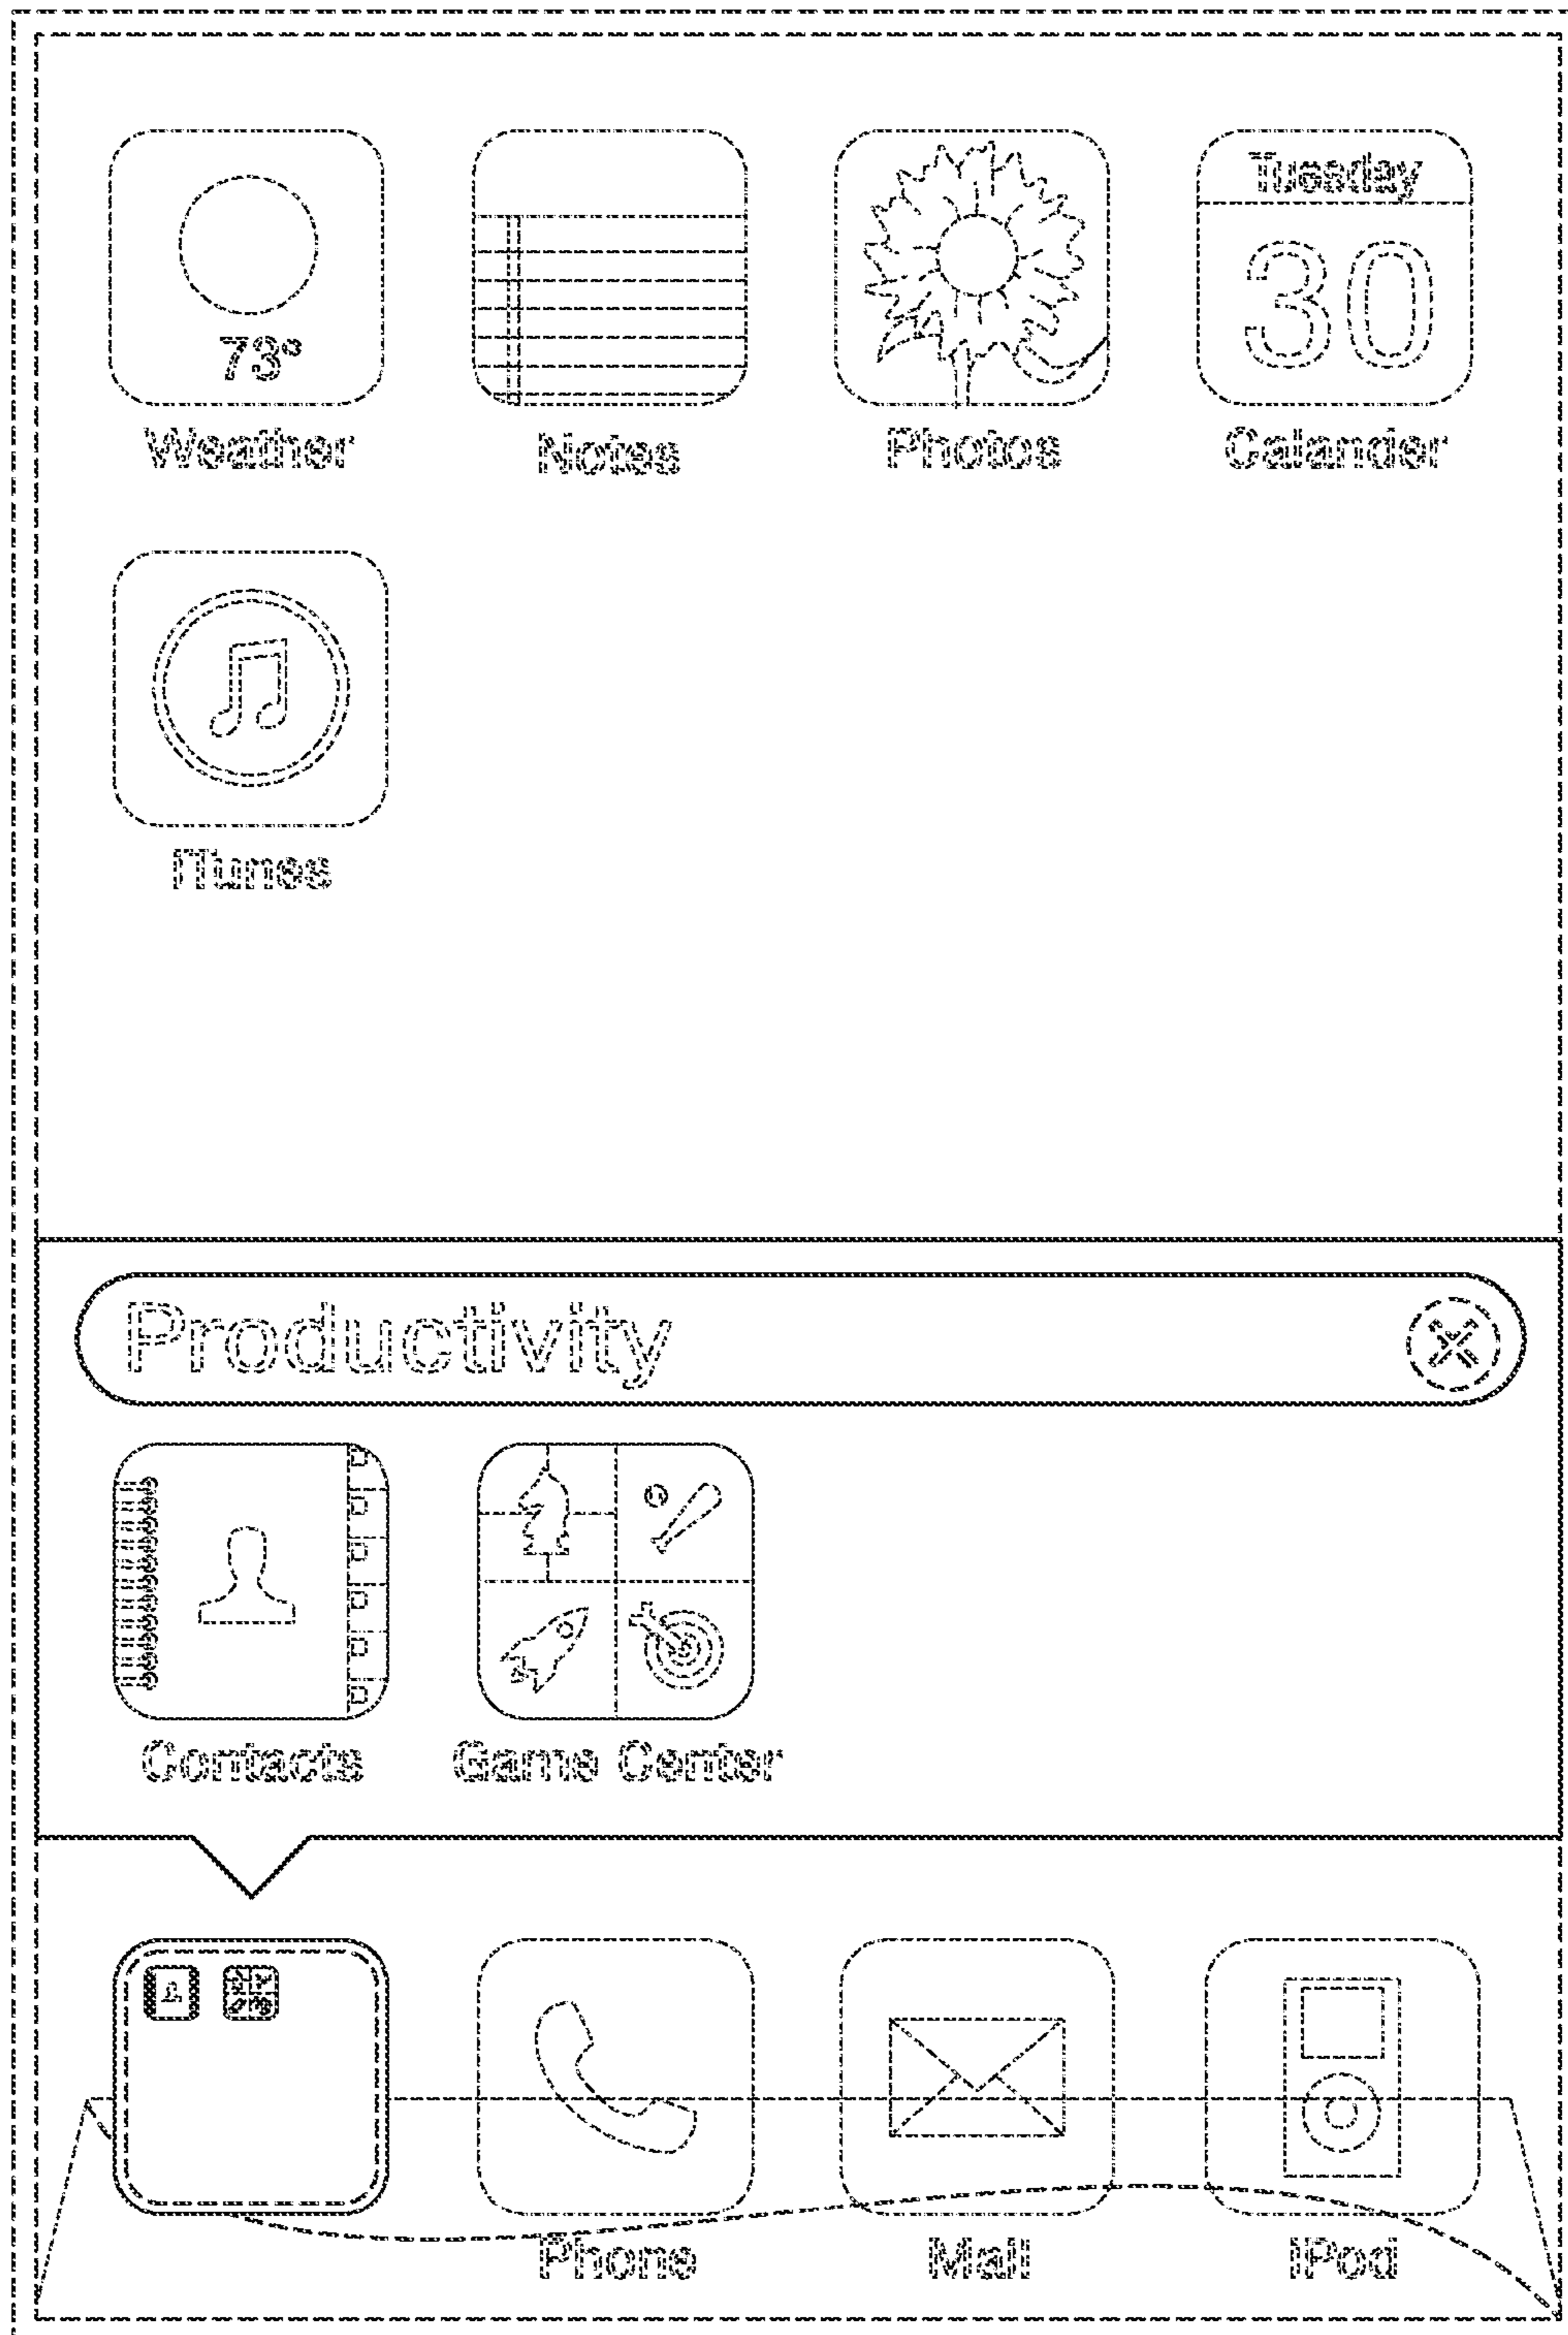 Tuesday
30
73°
Weather Notes Photos Calander
iTunes
Productivity
Contacts Game Center
Phone Mail iPod